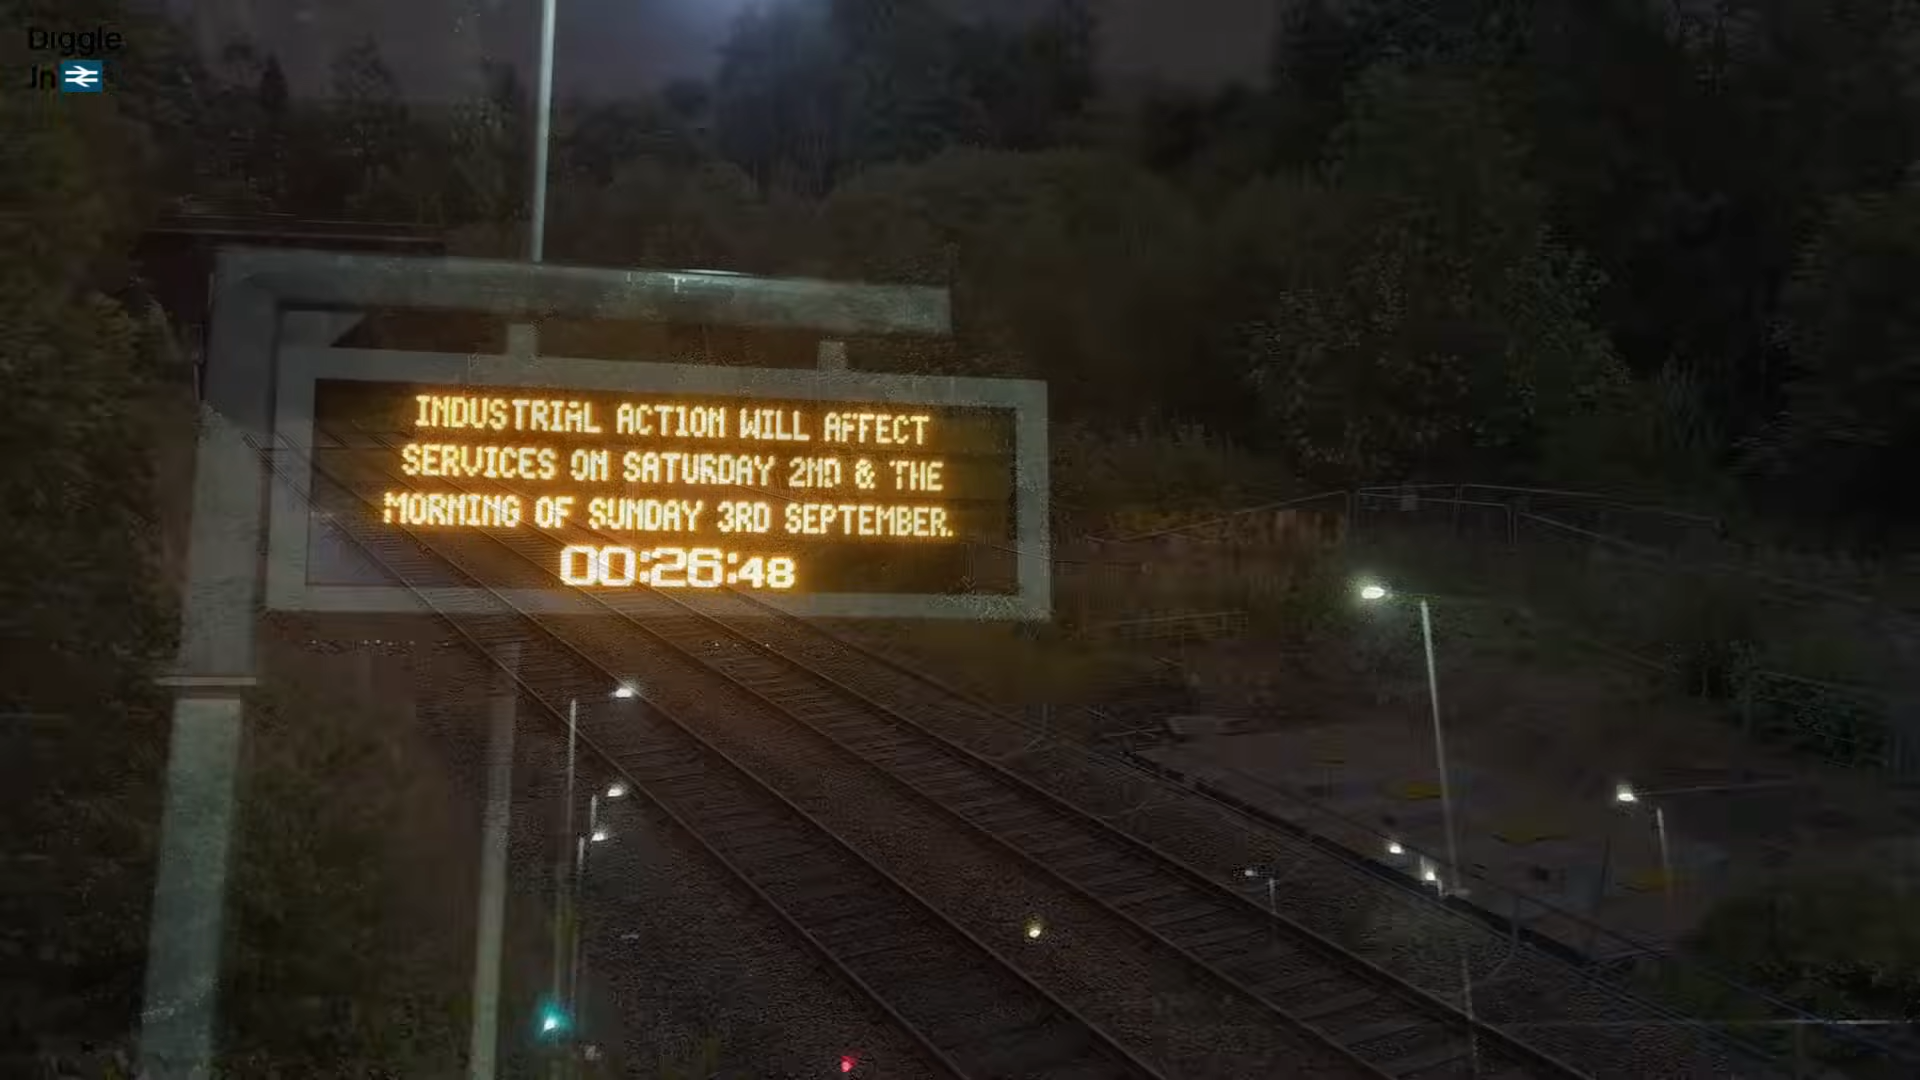 Diggle
Jn
INDUSTRIAL ACTION WILL AFFECT
SERVICES ON SATURDAY 2ND & THE
MORNING OF SUNDAY 3RD SEPTEMBER.
00:26:48